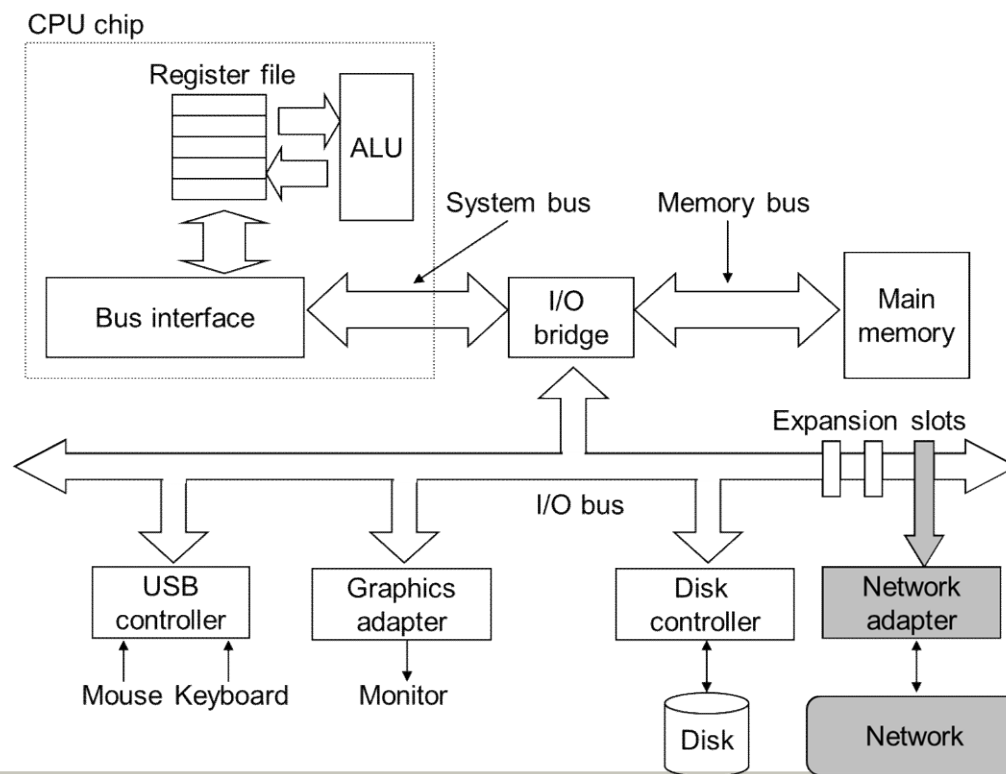 CPU chip
Register file
ALU
System bus
Memory bus
Bus interface
I/O
bridge
Main
memory
Expansion slots
I/O bus
USB
controller
Graphics
adapter
Disk
controller
Network
adapter
Mouse Keyboard
Monitor
Disk
Network